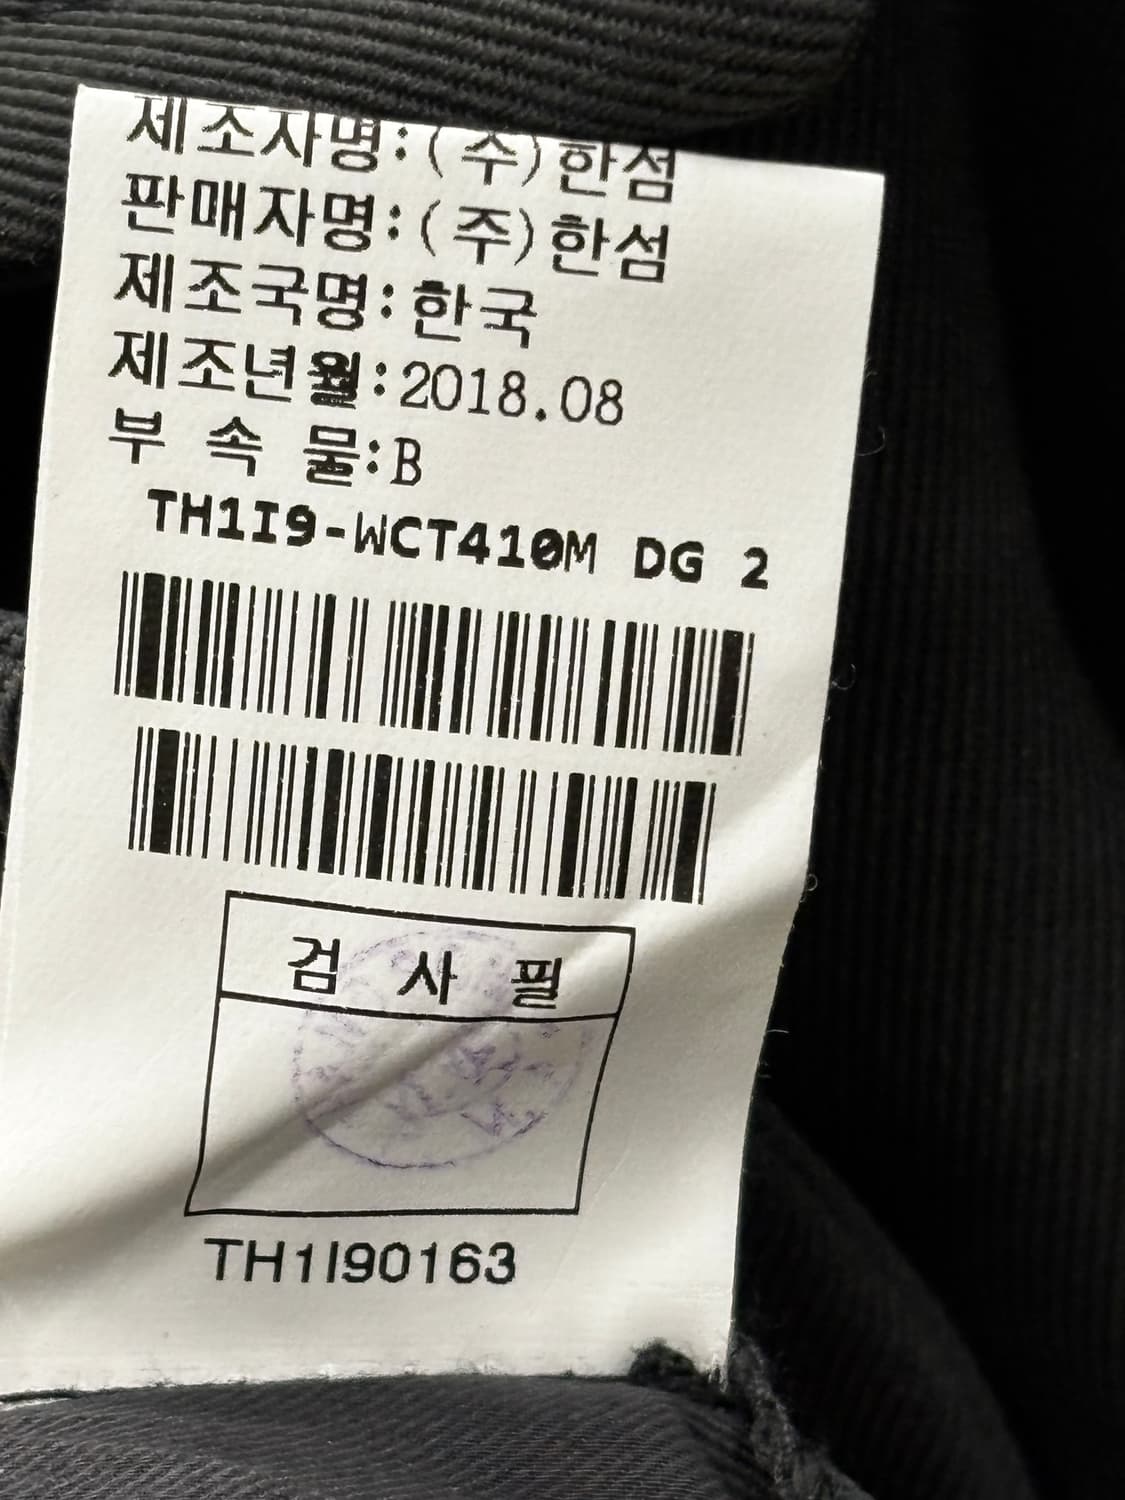 제조자명:(주)한섬
판매자명:(주)한섬
제조국명:한국
제조년월:2018.08
부 속 물:B
TH1I9-WCT410M DG 2
검 사 필
TH1I90163